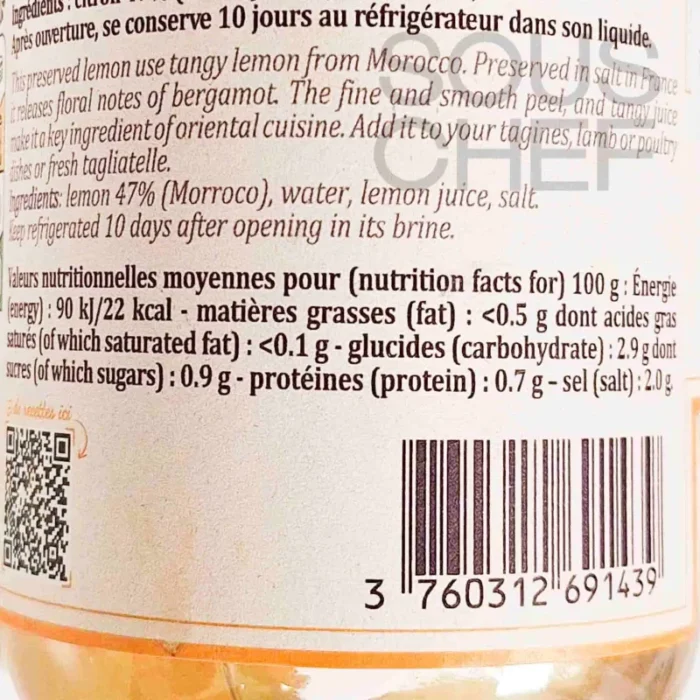 Ingrédients : citron
Après ouverture, se conserve 10 jours au réfrigérateur dans son liquide.
This preserved lemon use tangy lemon from Morocco. Preserved in salt in France
it releases floral notes of bergamot. The fine and smooth peel, and tangy juice
make it a key ingredient of oriental cuisine. Add it to your tagines, lamb or poultry
dishes or fresh tagliatelle.
Ingredients: lemon 47% (Morroco), water, lemon juice, salt.
Keep refrigerated 10 days after opening in its brine.
Valeurs nutritionnelles moyennes pour (nutrition facts for) 100 g : Énergie
(energy) : 90 kJ/22 kcal - matières grasses (fat) : <0.5 g dont acides gras
saturés (of which saturated fat) : <0.1 g - glucides (carbohydrate) : 2.9 g dont
sucres (of which sugars) : 0.9 g - protéines (protein) : 0.7 g - sel (salt) : 2.0 g
de recettes ici
3 760312 691439
SOUS
CHEF